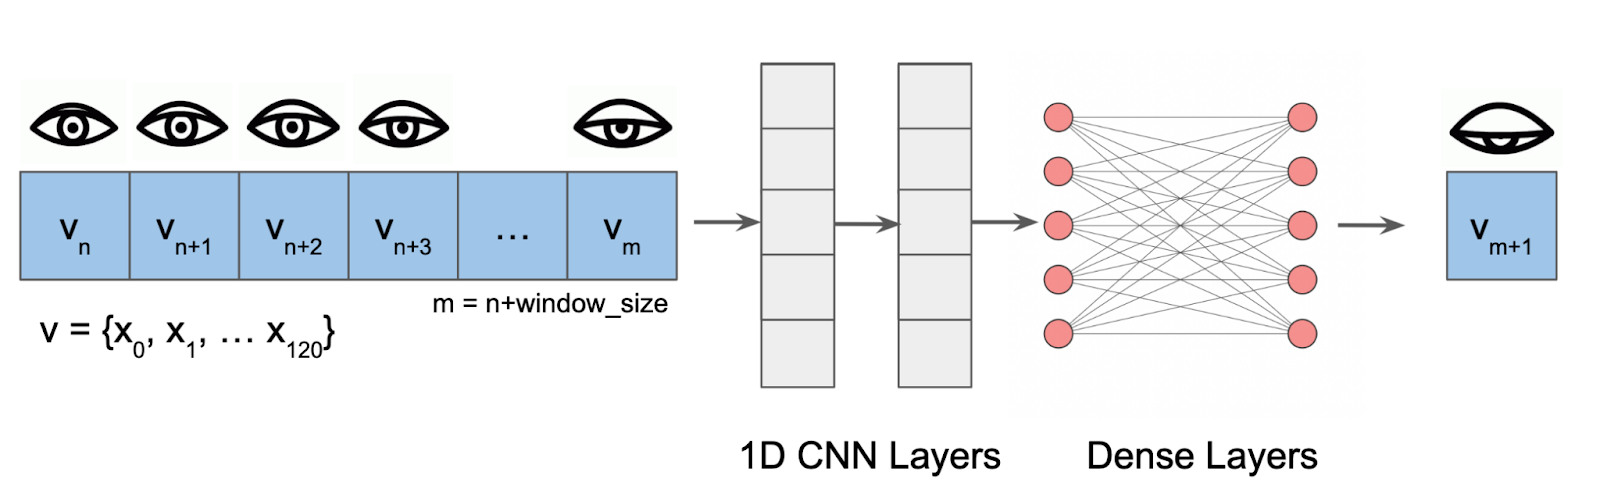 vₙ vₙ₊₁ vₙ₊₂ vₙ₊₃ ... vₘ
vₘ₊₁
m = n+window_size
v = {x₀, x₁, ... x₁₂₀}
1D CNN Layers
Dense Layers